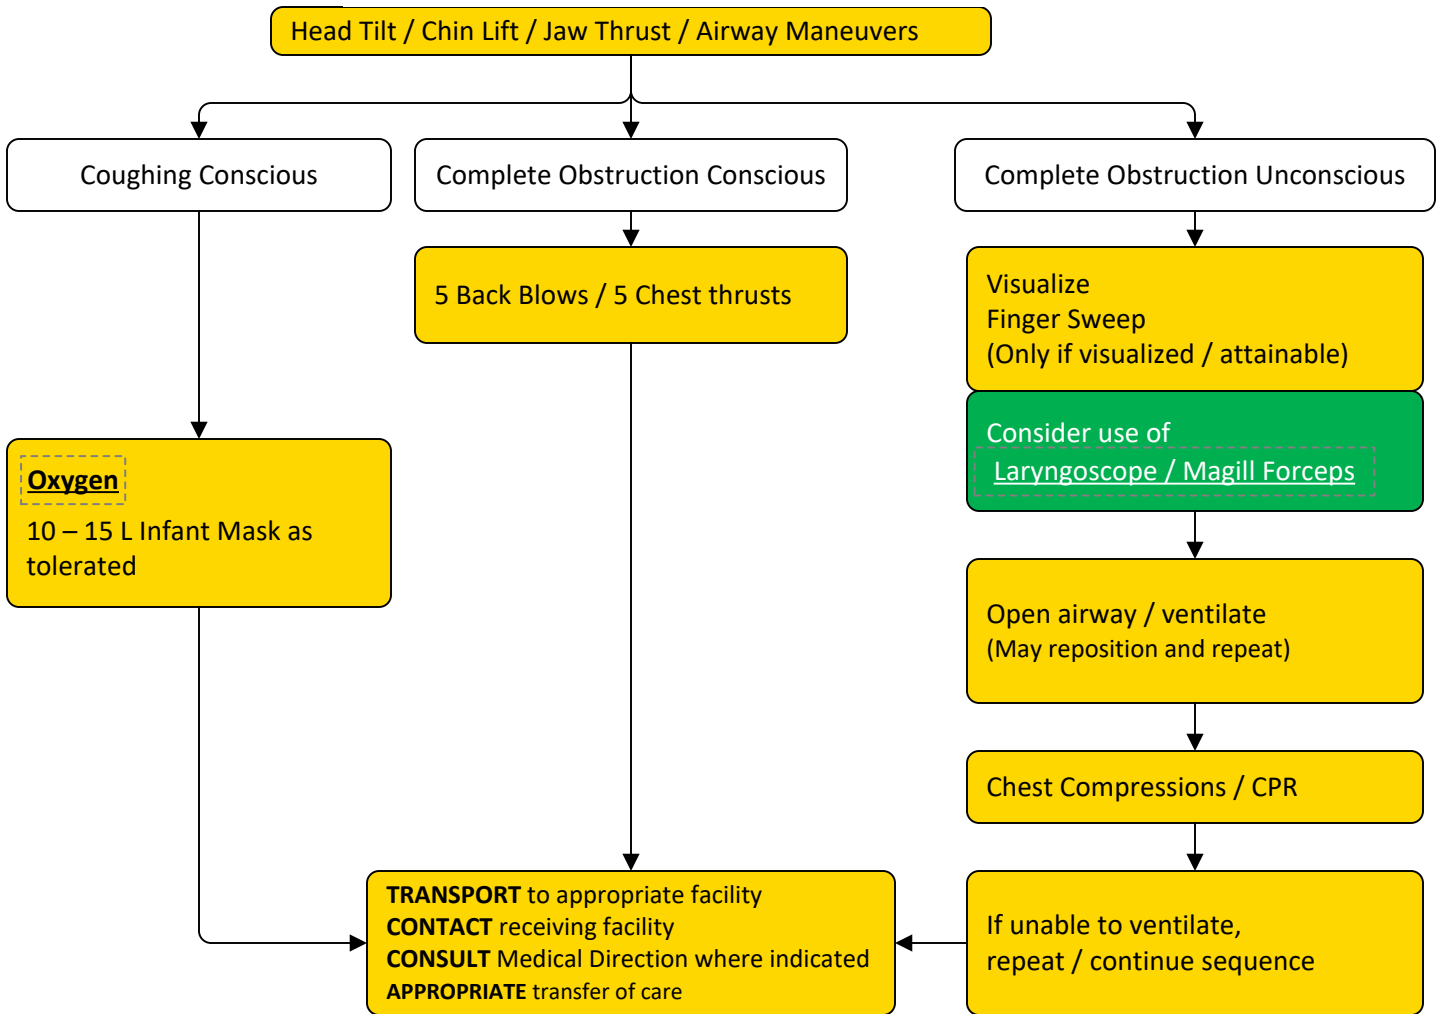 Head Tilt / Chin Lift / Jaw Thrust / Airway Maneuvers
Coughing Conscious
Complete Obstruction Conscious
Complete Obstruction Unconscious
5 Back Blows / 5 Chest thrusts
Visualize
Finger Sweep
(Only if visualized / attainable)
Consider use of
Laryngoscope / Magill Forceps
Oxygen
10 – 15 L Infant Mask as
tolerated
Open airway / ventilate
(May reposition and repeat)
Chest Compressions / CPR
TRANSPORT to appropriate facility
CONTACT receiving facility
CONSULT Medical Direction where indicated
APPROPRIATE transfer of care
If unable to ventilate,
repeat / continue sequence